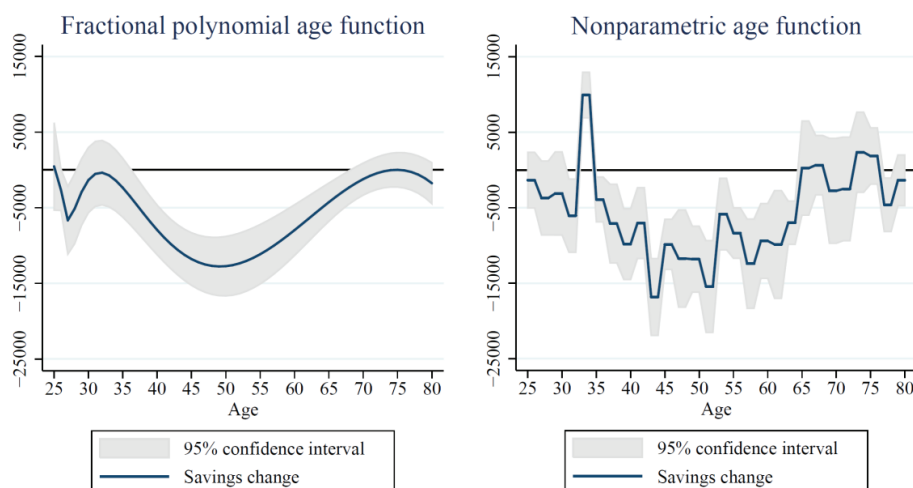 Fractional polynomial age function
15000
5000
−5000
−15000
−25000
25 30 35 40 45 50 55 60 65 70 75 80
Age
95% confidence interval
Savings change
Nonparametric age function
15000
5000
−5000
−15000
−25000
25 30 35 40 45 50 55 60 65 70 75 80
Age
95% confidence interval
Savings change